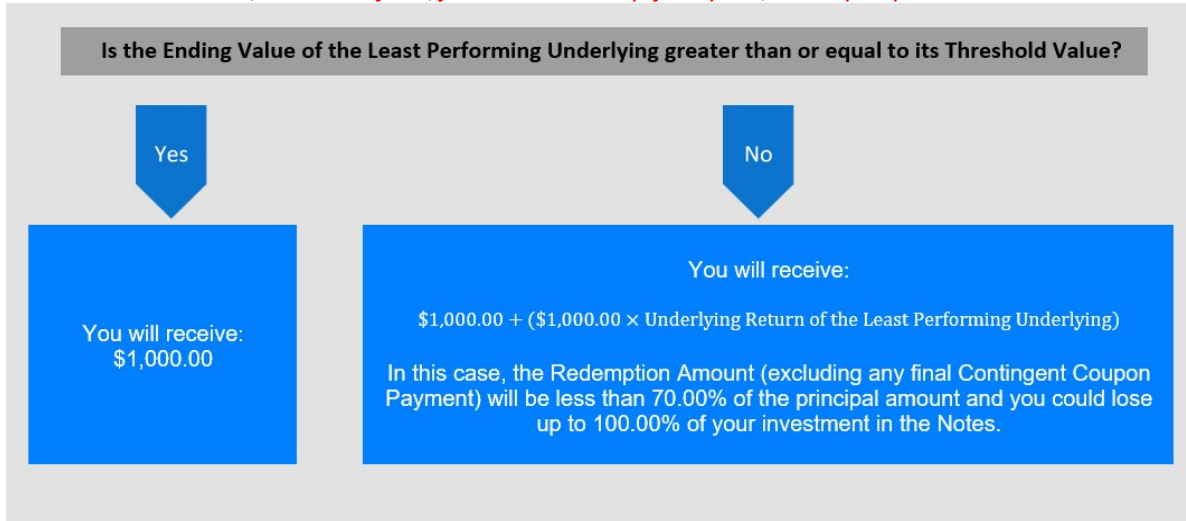 Is the Ending Value of the Least Performing Underlying greater than or equal to its Threshold Value?
Yes
No
You will receive:
$1,000.00
You will receive:
$1,000.00 + ($1,000.00 × Underlying Return of the Least Performing Underlying)
In this case, the Redemption Amount (excluding any final Contingent Coupon
Payment) will be less than 70.00% of the principal amount and you could lose
up to 100.00% of your investment in the Notes.